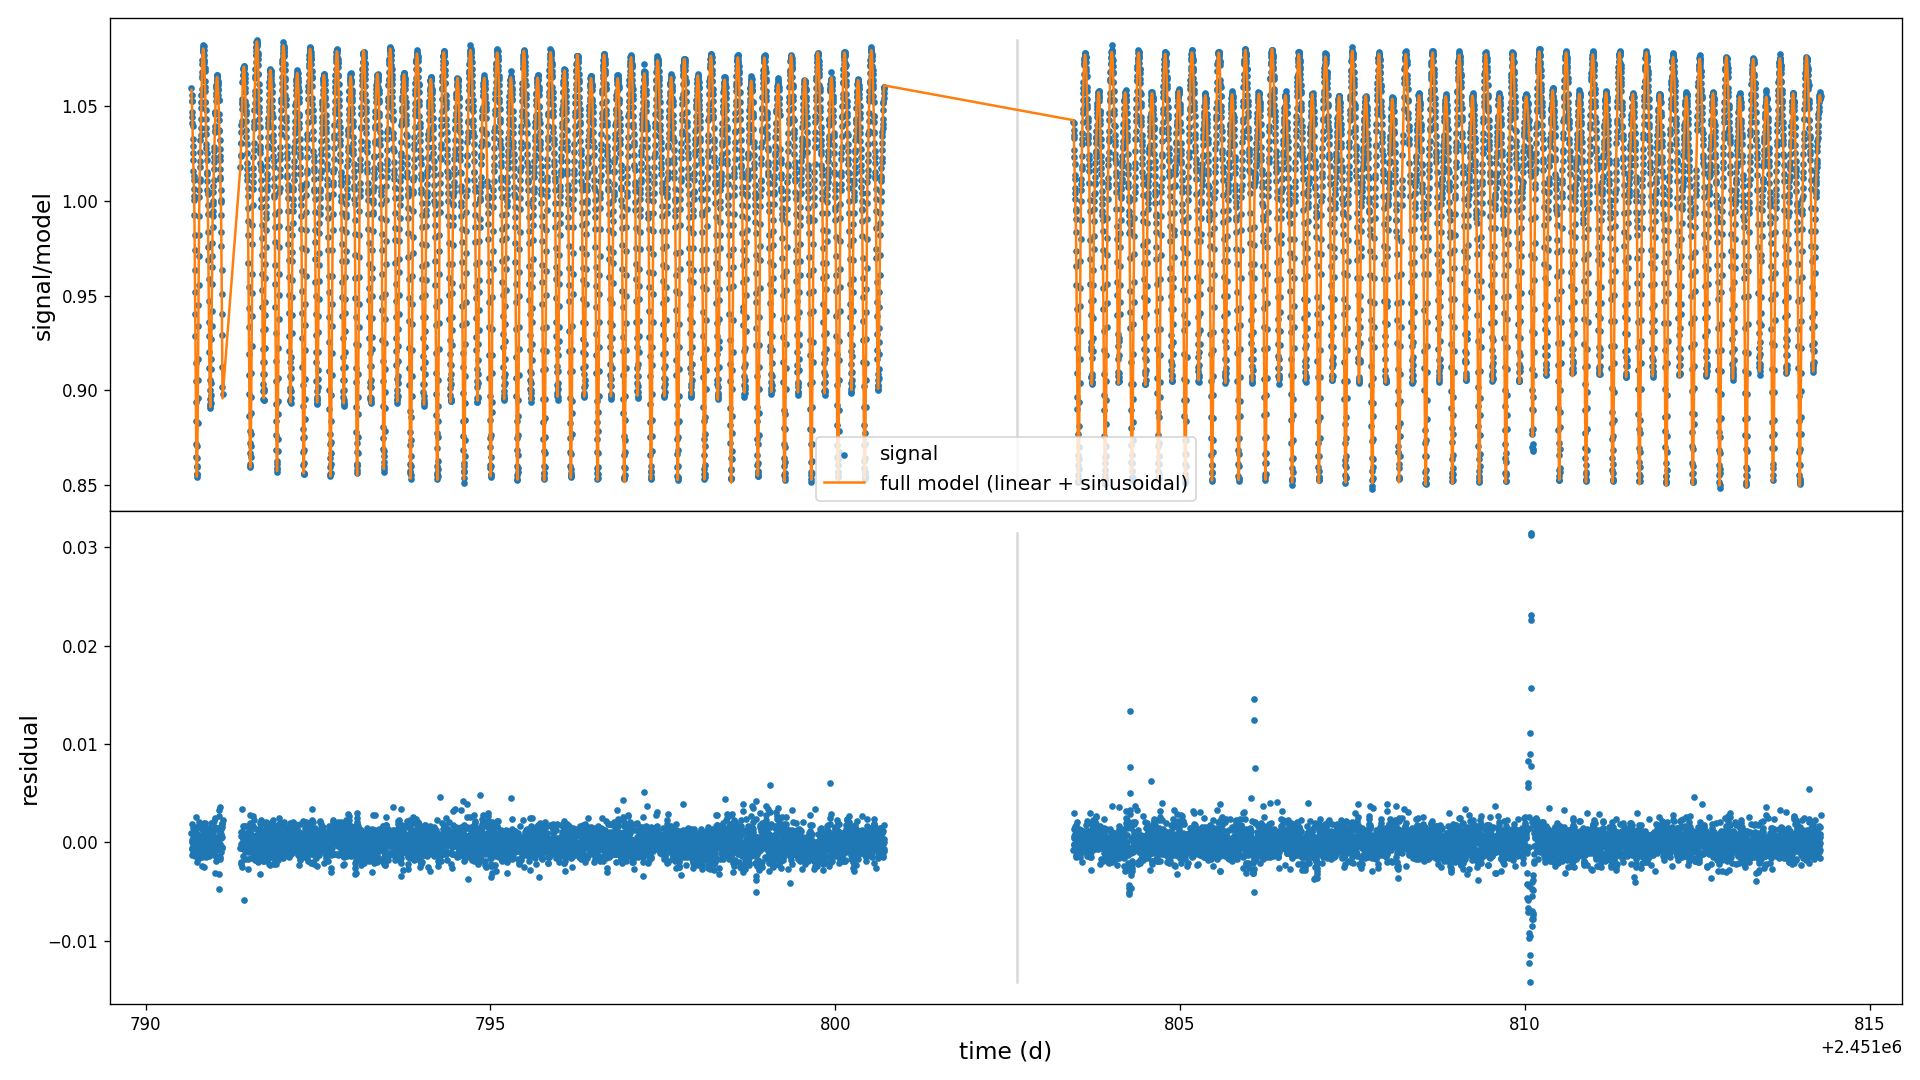 1.05
1.00
0.95
0.90
0.85
signal/model
signal
full model (linear + sinusoidal)
0.03
0.02
0.01
0.00
−0.01
residual
790
795
800
805
810
815
time (d)
+2.451e6